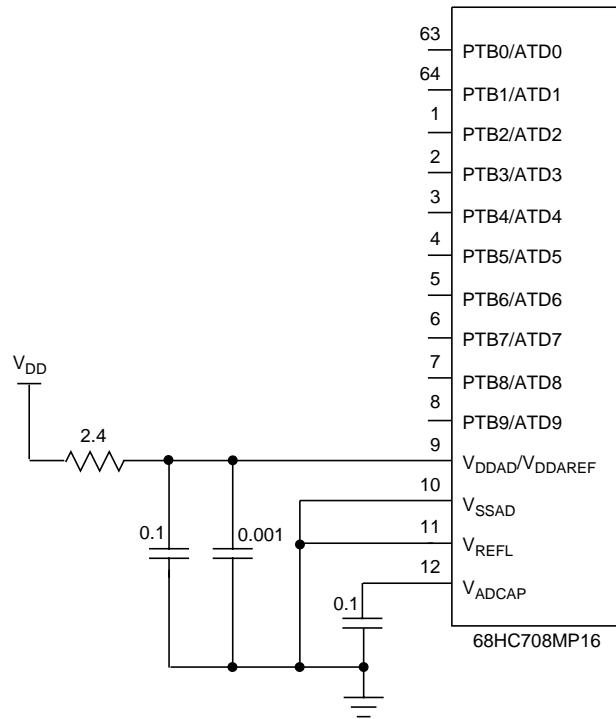 63 PTB0/ATD0
64 PTB1/ATD1
1 PTB2/ATD2
2 PTB3/ATD3
3 PTB4/ATD4
4 PTB5/ATD5
5 PTB6/ATD6
6 PTB7/ATD7
7 PTB8/ATD8
8 PTB9/ATD9
VDD
2.4
9 VDDAD/VDDAREF
10 VSSAD
0.1 0.001
11 VREFL
12 VADCAP
0.1
68HC708MP16